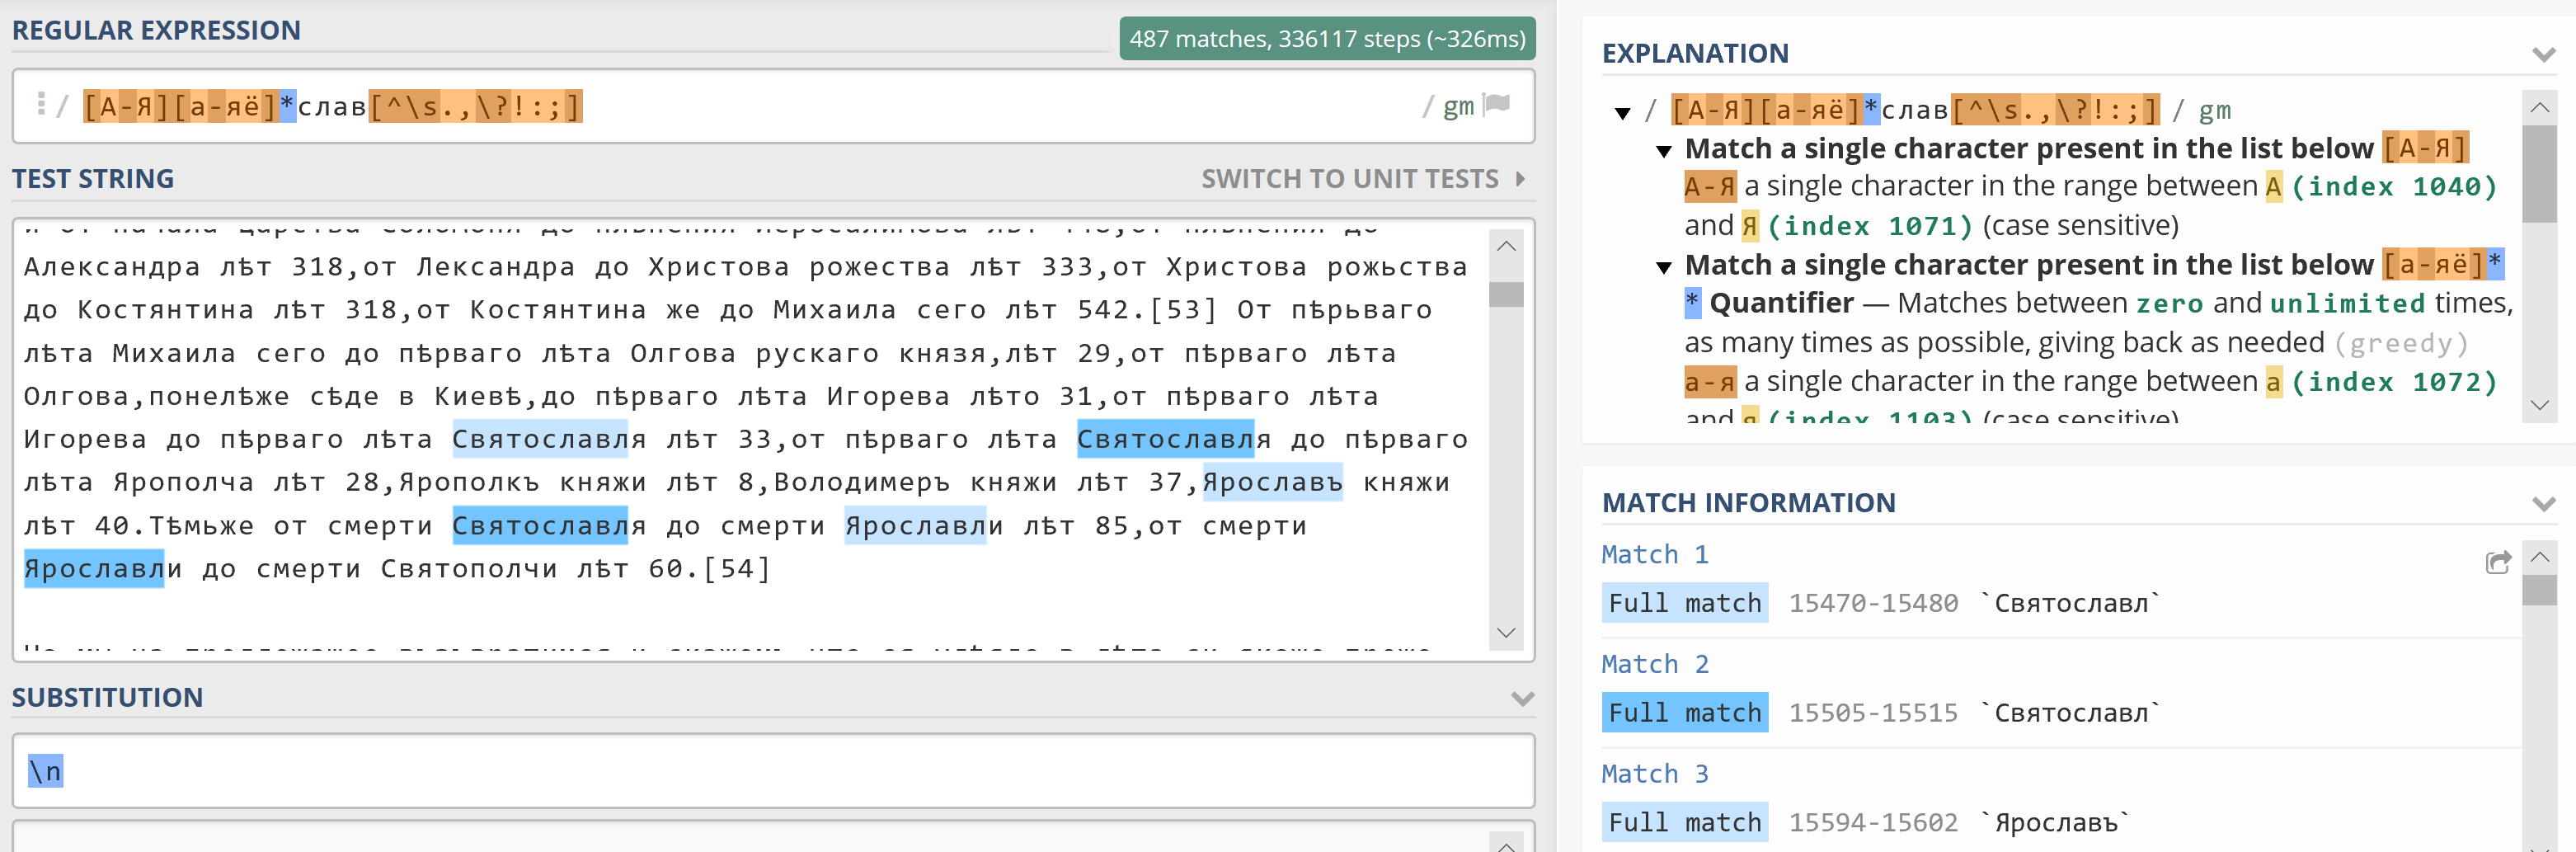 REGULAR EXPRESSION
487 matches, 336117 steps (~326ms)
/ [А-Я][а-яё]*слав[^\s.,\?!:;] / gm
TEST STRING
SWITCH TO UNIT TESTS
Александра лѣт 318,от Лександра до Христова рожества лѣт 333,от Христова рожьства
до Костянтина лѣт 318,от Костянтина же до Михаила сего лѣт 542.[53] От пѣрьваго
лѣта Михаила сего до пѣрваго лѣта Олгова рускаго князя,лѣт 29,от пѣрваго лѣта
Олгова,понелѣже сѣде в Киевѣ,до пѣрваго лѣта Игорева лѣто 31,от пѣрваго лѣта
Игорева до пѣрваго лѣта Святославля лѣт 33,от пѣрваго лѣта Святославля до пѣрваго
лѣта Ярополча лѣт 28,Ярополкъ княжи лѣт 8,Володимеръ княжи лѣт 37,Ярославъ княжи
лѣт 40.Тѣмьже от смерти Святославля до смерти Ярославли лѣт 85,от смерти
Ярославли до смерти Святополчи лѣт 60.[54]
SUBSTITUTION
\n
EXPLANATION
/ [А-Я][а-яё]*слав[^\s.,\?!:;] / gm
Match a single character present in the list below [А-Я]
А-Я a single character in the range between А (index 1040)
and Я (index 1071) (case sensitive)
Match a single character present in the list below [а-яё]*
* Quantifier — Matches between zero and unlimited times,
as many times as possible, giving back as needed (greedy)
а-я a single character in the range between а (index 1072)
and я (index 1103) (case sensitive)
MATCH INFORMATION
Match 1
Full match 15470-15480 `Святославл`
Match 2
Full match 15505-15515 `Святославл`
Match 3
Full match 15594-15602 `Ярославъ`